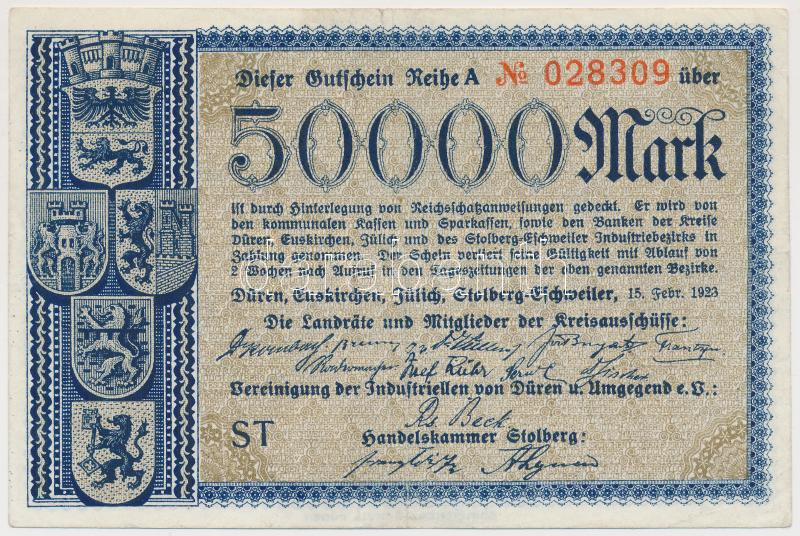 Dieser Gutschein Reihe A № 028309 über
50000 Mark
ist durch Hinterlegung von Reichsschatzanweisungen gedeckt. Er wird von
den kommunalen Kassen und Sparkassen, sowie den Banken der Kreise
Düren, Euskirchen, Jülich und des Stolberg-Eschweiler Industriebezirks in
Zahlung genommen. Der Schein verliert seine Gültigkeit mit Ablauf von
2 Wochen nach Aufruf in den Tageszeitungen der oben genannten Bezirke.
Düren, Euskirchen, Jülich, Stolberg-Eschweiler, 15. Febr. 1923
Die Landräte und Mitglieder der Kreisausschüsse:
Vereinigung der Industriellen von Düren u. Umgegend e.V.:
Rs. Beck
ST
Handelskammer Stolberg: